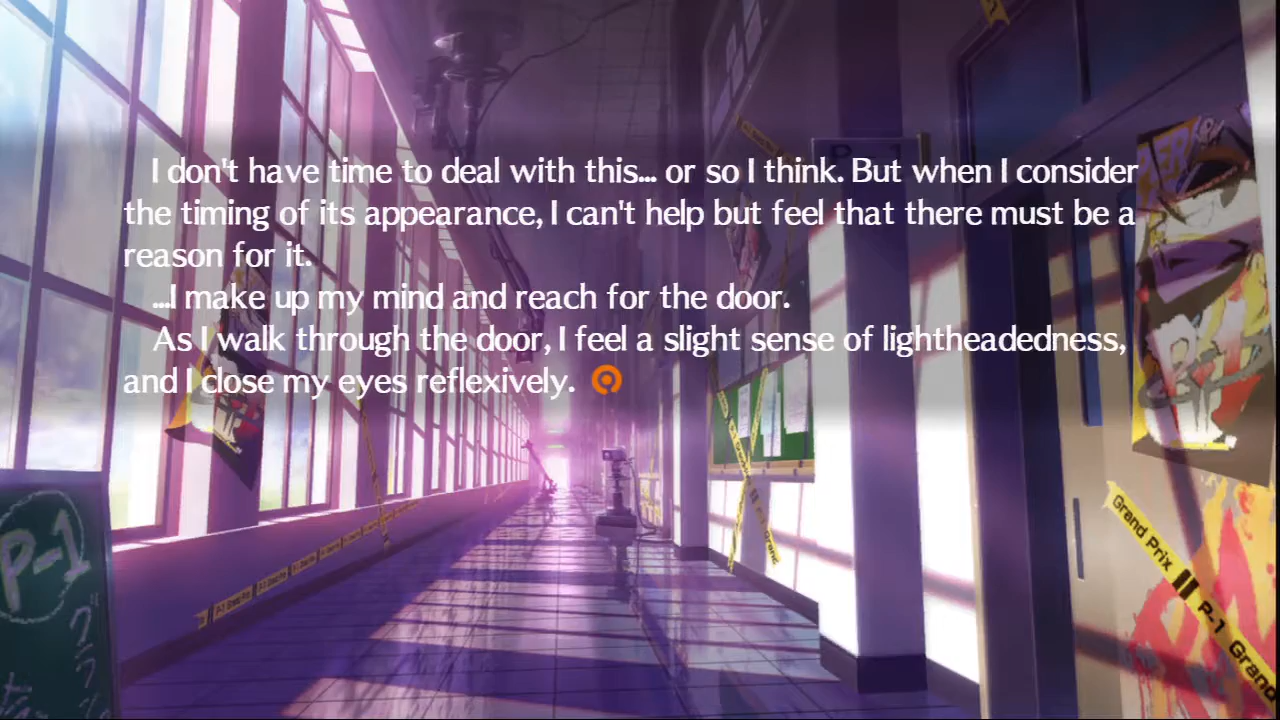 I don't have time to deal with this... or so I think. But when I consider
the timing of its appearance, I can't help but feel that there must be a
reason for it.
...I make up my mind and reach for the door.
As I walk through the door, I feel a slight sense of lightheadedness,
and I close my eyes reflexively.
P-1
グラン
Grand Prix
P-1 Grand